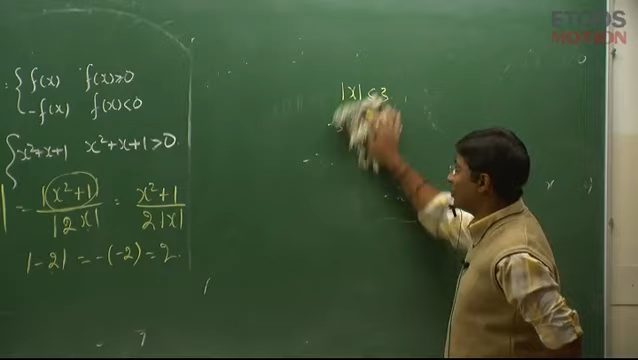 : { f(x)   f(x)≥0
-f(x)   f(x)<0
{ x²+x+1   x²+x+1>0
| = |x²+1| / |2x| = x²+1 / 2|x|
|-2| = -(-2) = 2
|x| < 3
ETOOS
MOTION